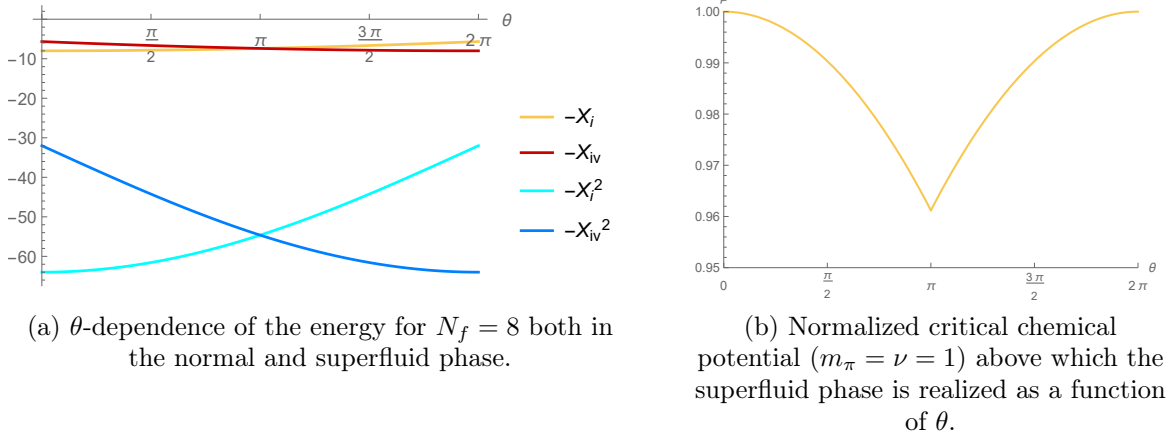 θ
π/2
π
3π/2
2π
−10
−20
−30
−40
−50
−60
−X_i
−X_iv
−X_i^2
−X_iv^2
(a) θ-dependence of the energy for N_f = 8 both in
the normal and superfluid phase.
1.00
0.99
0.98
0.97
0.96
0.95
0
π/2
π
3π/2
2π
θ
(b) Normalized critical chemical
potential (m_π = ν = 1) above which the
superfluid phase is realized as a function
of θ.